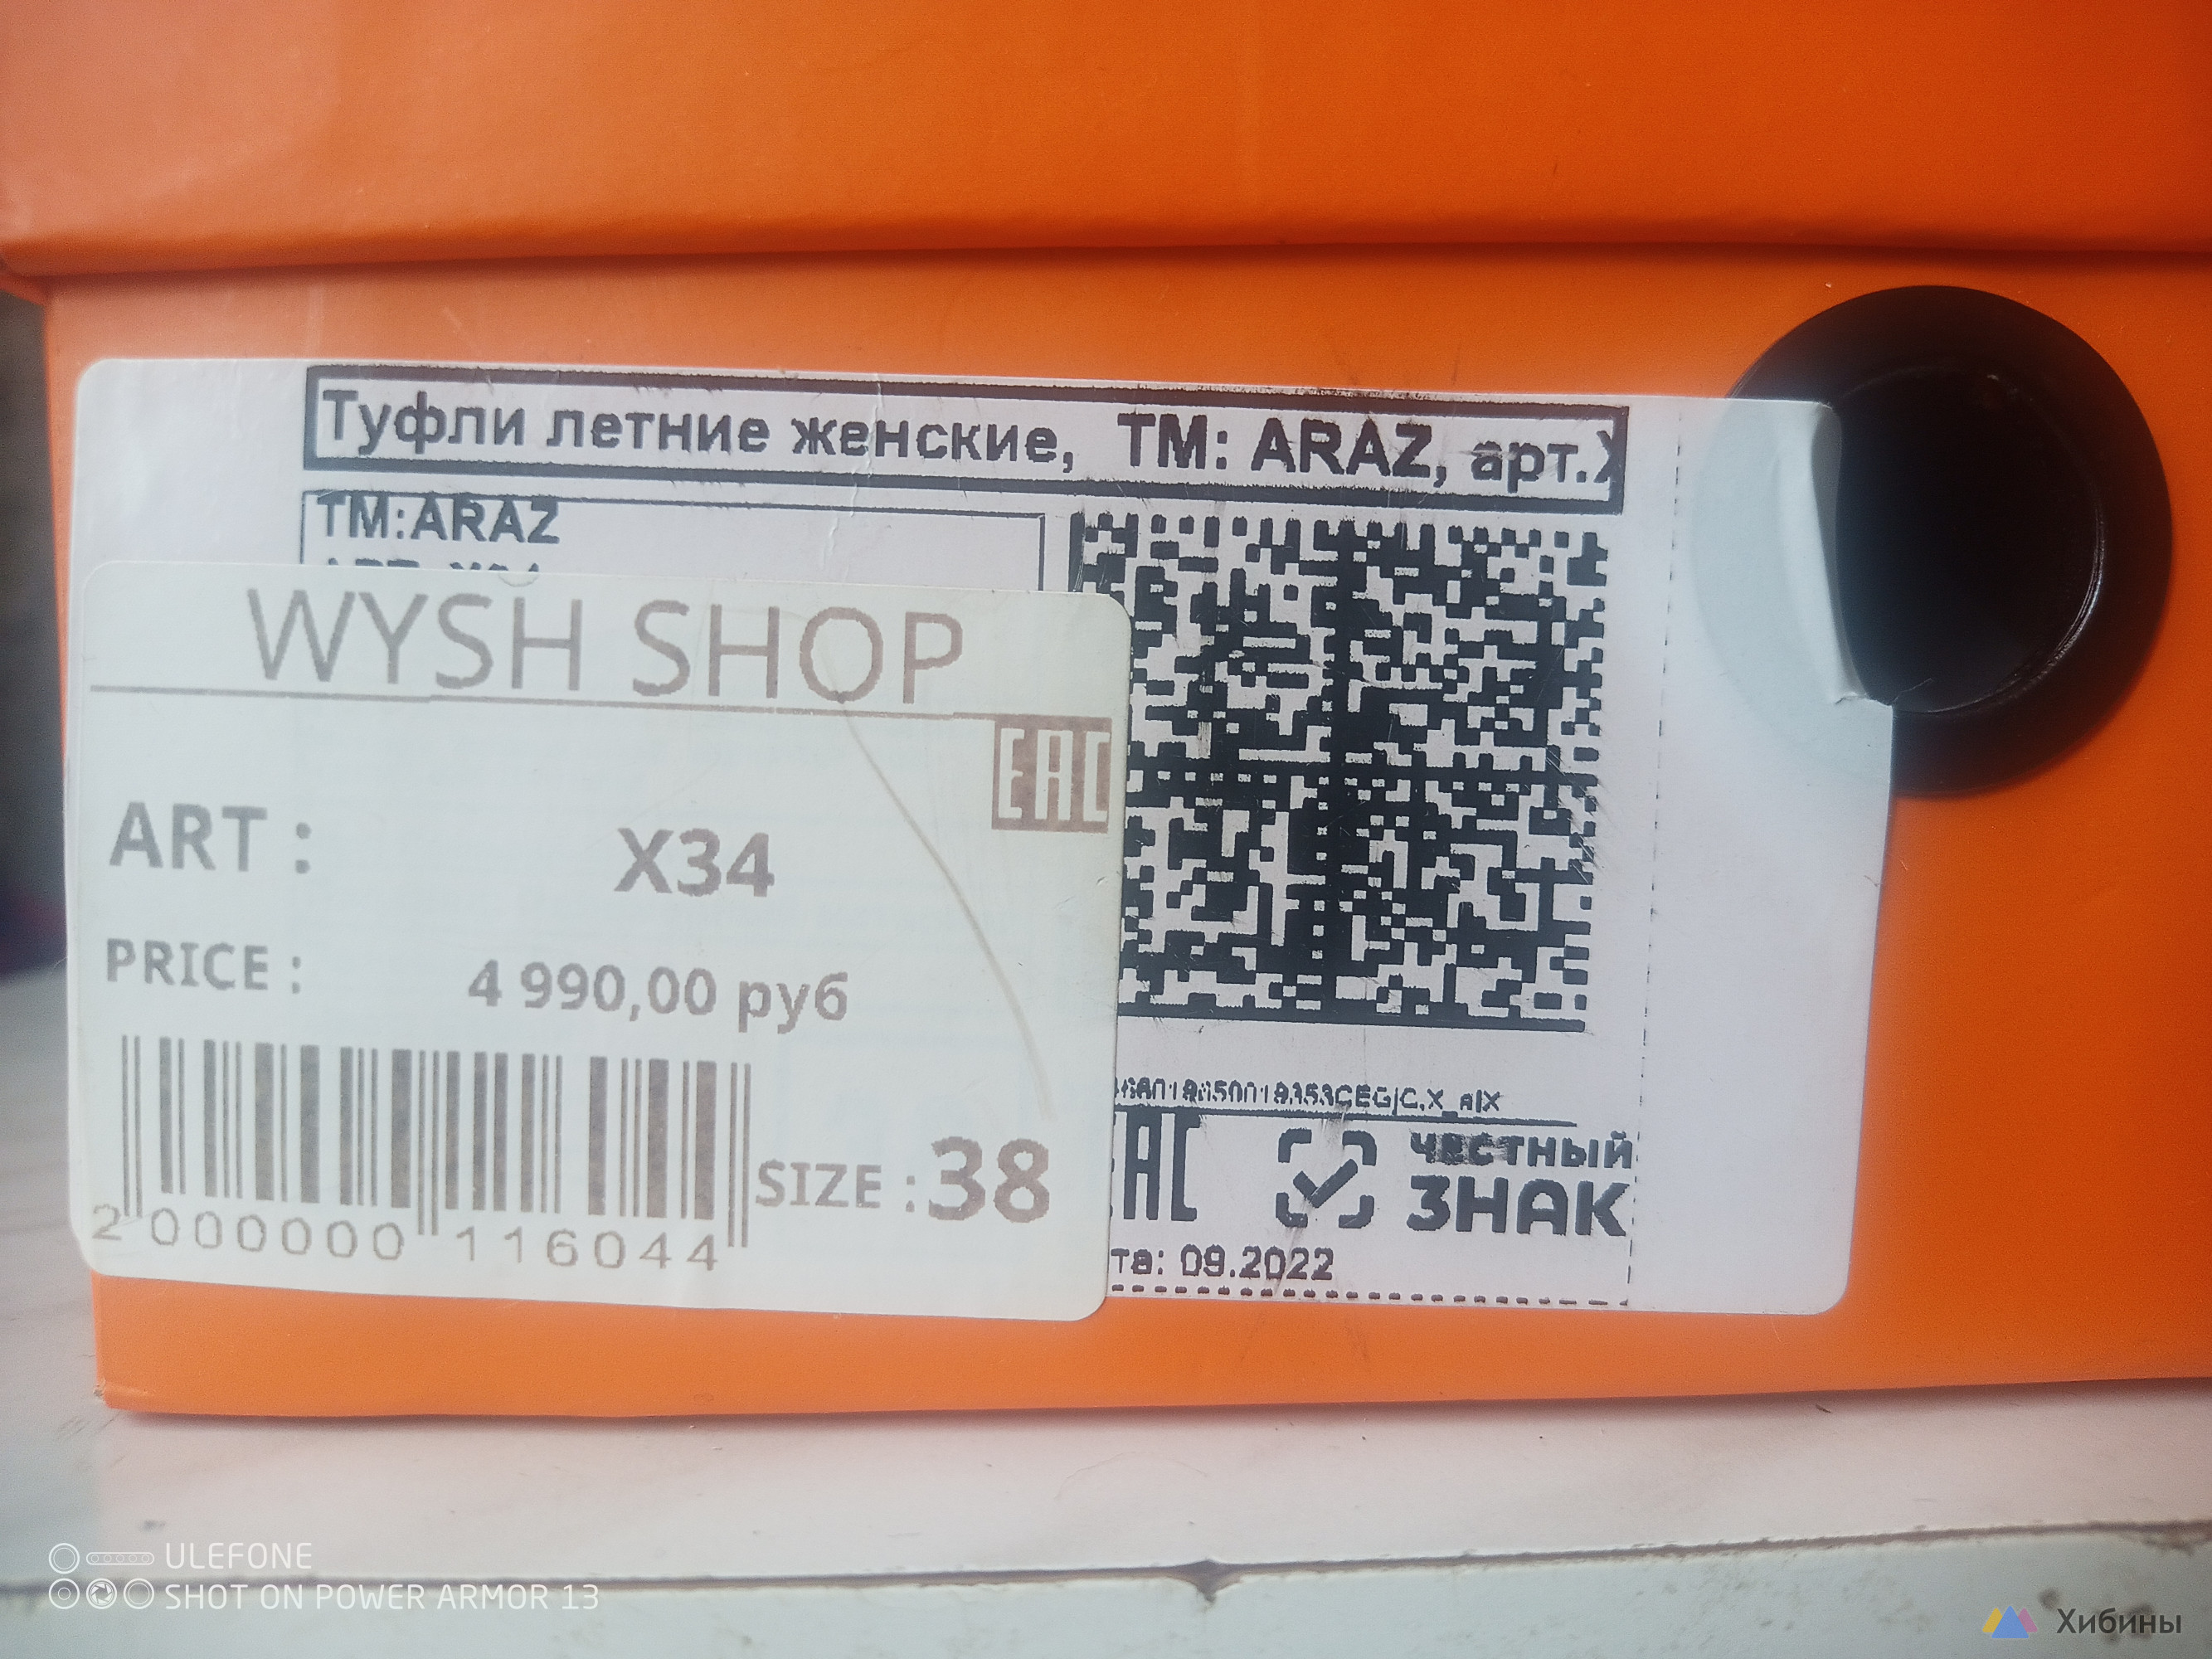 Туфли летние женские, ТМ: ARAZ, арт.X
TM:ARAZ
WYSH SHOP
EAC
ART : X34
PRICE : 4 990,00 руб
SIZE :38
2 000000 116044
EAC
ЧЕСТНЫЙ
ЗНАК
та: 09.2022
ULEFONE
SHOT ON POWER ARMOR 13
Хибины